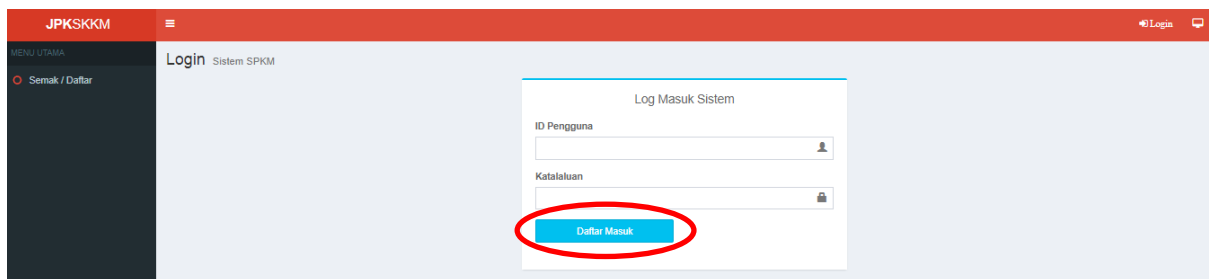 JPKSKKM
Login
MENU UTAMA
Semak / Daftar
Login Sistem SPKM
Log Masuk Sistem
ID Pengguna
Katalaluan
Daftar Masuk